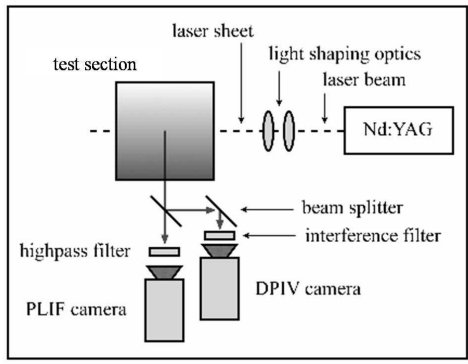 laser sheet
light shaping optics
test section
laser beam
Nd:YAG
beam splitter
interference filter
highpass filter
DPIV camera
PLIF camera